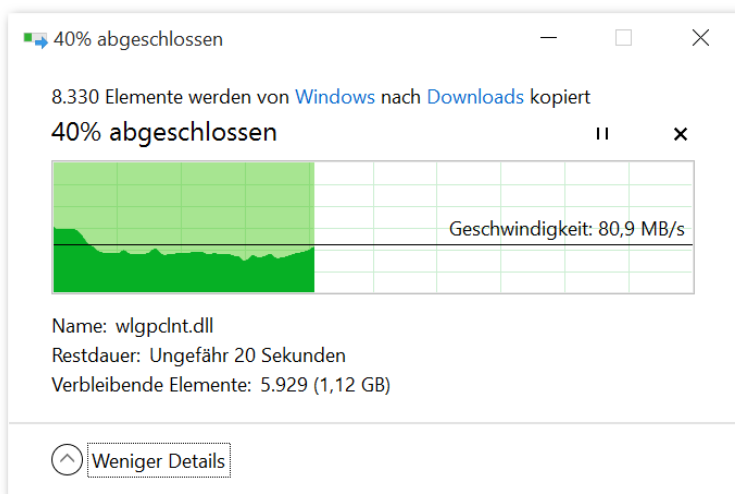 40% abgeschlossen
8.330 Elemente werden von Windows nach Downloads kopiert
40% abgeschlossen
Geschwindigkeit: 80,9 MB/s
Name: wlgpclnt.dll
Restdauer: Ungefähr 20 Sekunden
Verbleibende Elemente: 5.929 (1,12 GB)
Weniger Details